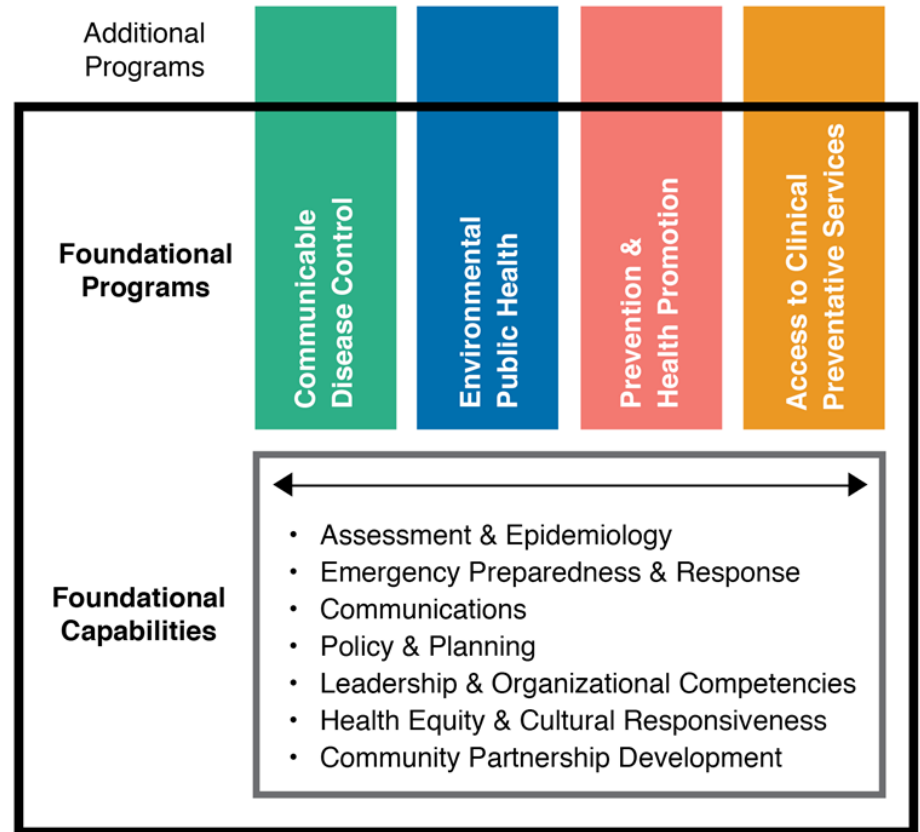 Additional
Programs
Foundational
Programs
Communicable
Disease Control
Environmental
Public Health
Prevention &
Health Promotion
Access to Clinical
Preventative Services
Foundational
Capabilities
• Assessment & Epidemiology
• Emergency Preparedness & Response
• Communications
• Policy & Planning
• Leadership & Organizational Competencies
• Health Equity & Cultural Responsiveness
• Community Partnership Development